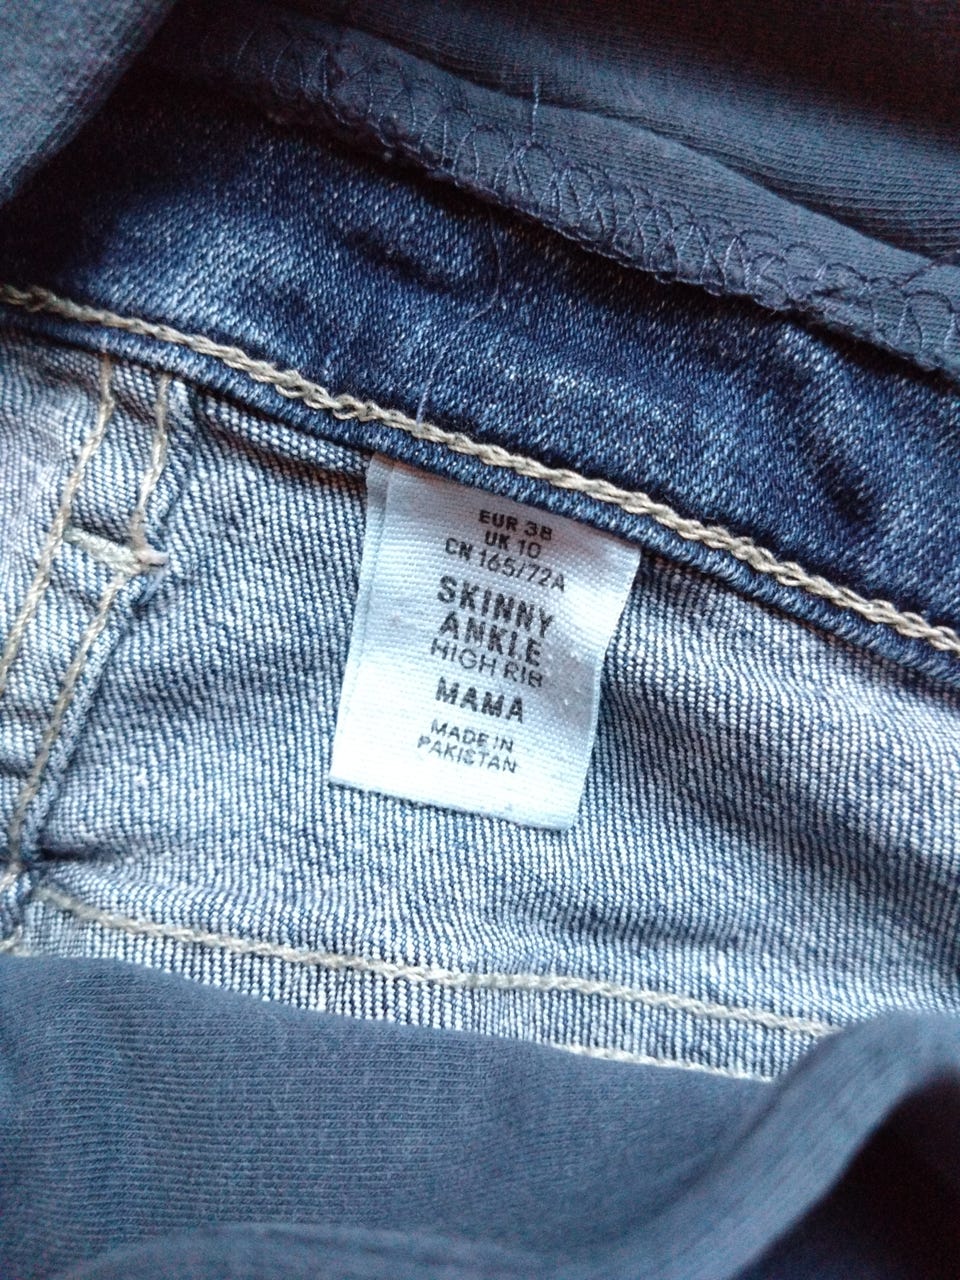 EUR 38
UK 10
CN 165/72A
SKINNY
ANKLE
HIGH RIB
MAMA
MADE IN
PAKISTAN